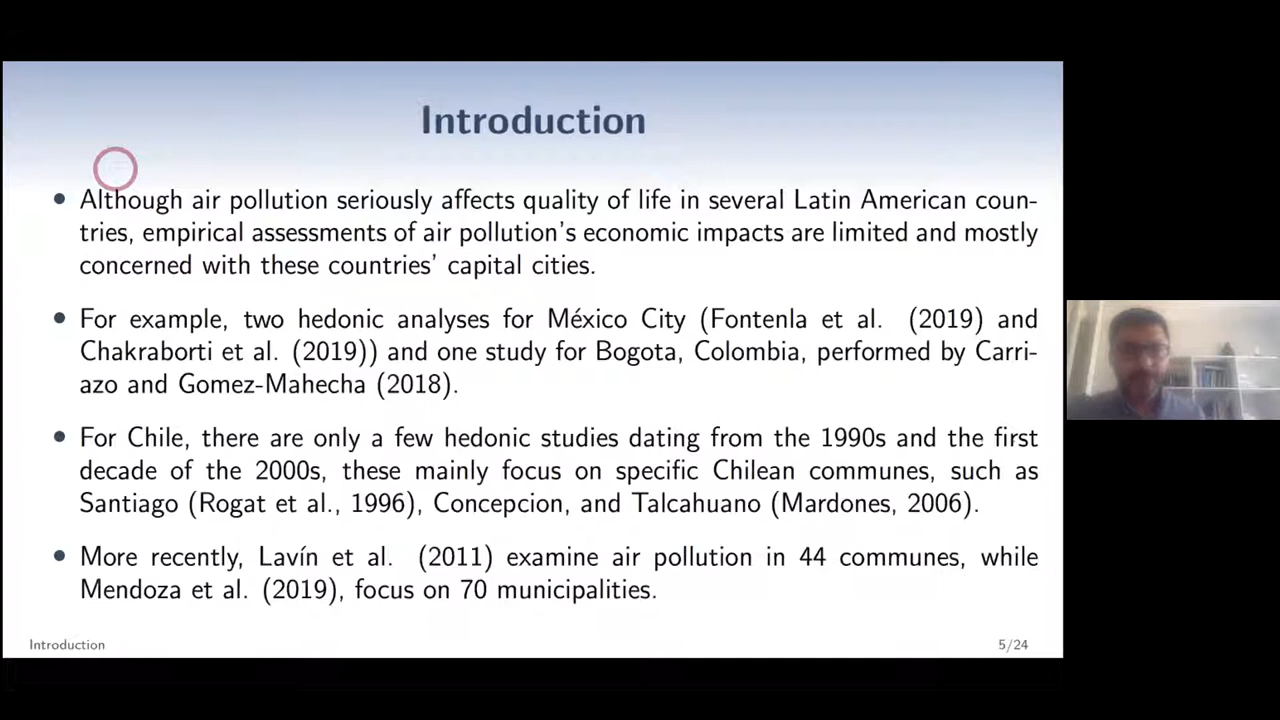 Introduction
• Although air pollution seriously affects quality of life in several Latin American coun-
tries, empirical assessments of air pollution's economic impacts are limited and mostly
concerned with these countries' capital cities.
• For example, two hedonic analyses for México City (Fontenla et al. (2019) and
Chakraborti et al. (2019)) and one study for Bogota, Colombia, performed by Carri-
azo and Gomez-Mahecha (2018).
• For Chile, there are only a few hedonic studies dating from the 1990s and the first
decade of the 2000s, these mainly focus on specific Chilean communes, such as
Santiago (Rogat et al., 1996), Concepcion, and Talcahuano (Mardones, 2006).
• More recently, Lavín et al. (2011) examine air pollution in 44 communes, while
Mendoza et al. (2019), focus on 70 municipalities.
Introduction
5/24